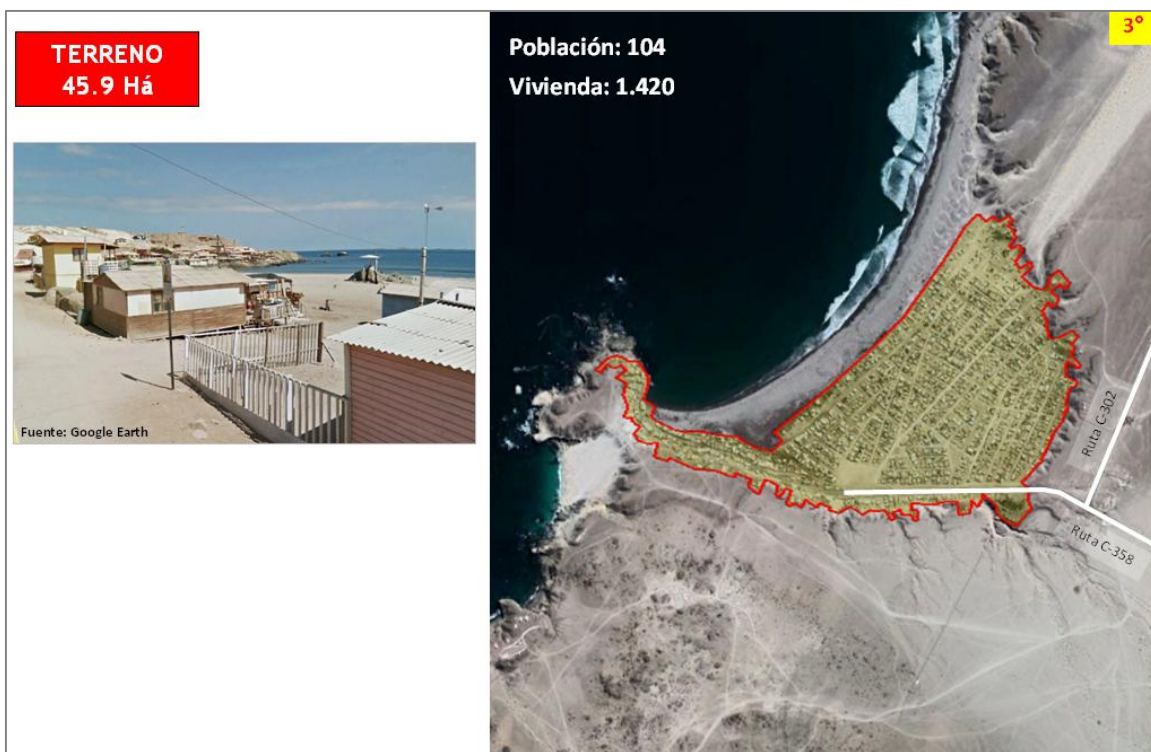 TERRENO
45.9 Há
Población: 104
Vivienda: 1.420
3°
Fuente: Google Earth
Ruta C-302
Ruta C-358